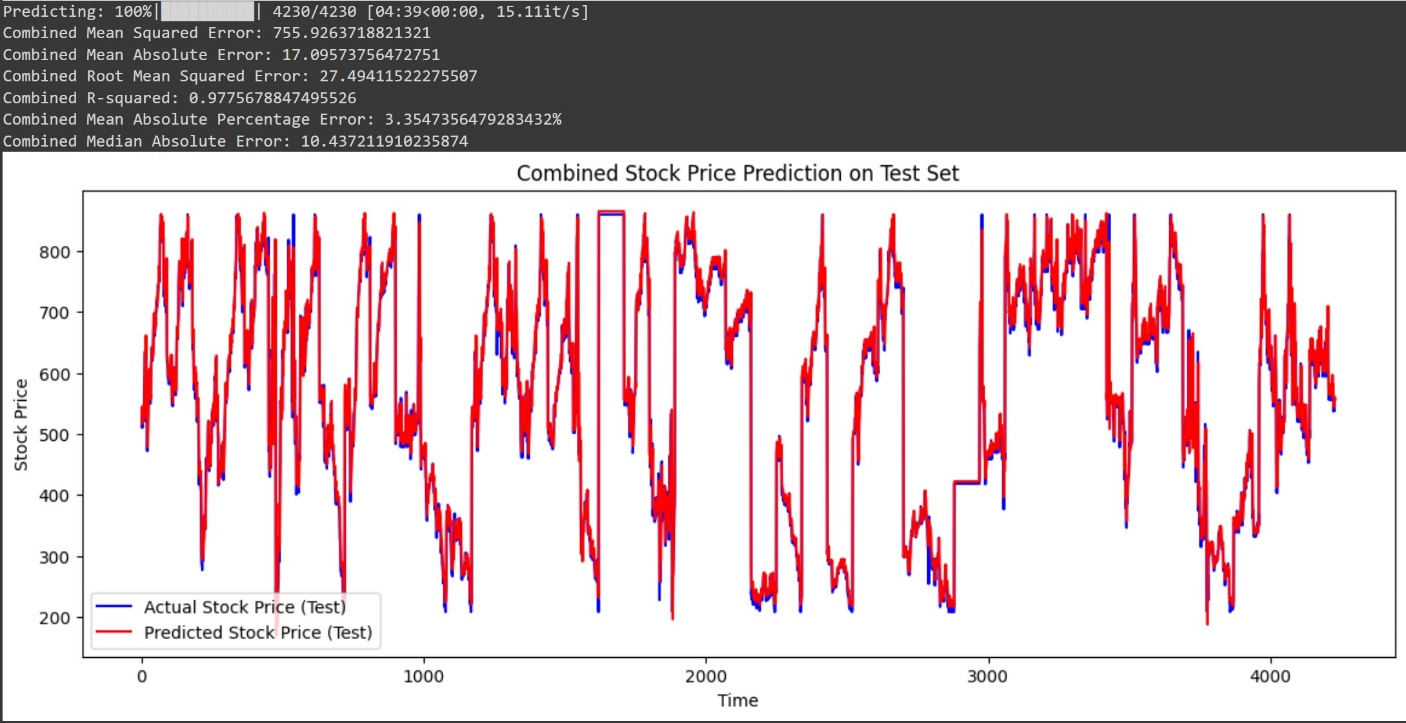 Predicting: 100%|██████████| 4230/4230 [04:39<00:00, 15.11it/s]
Combined Mean Squared Error: 755.9263718821321
Combined Mean Absolute Error: 17.09573756472751
Combined Root Mean Squared Error: 27.49411522275507
Combined R-squared: 0.9775678847495526
Combined Mean Absolute Percentage Error: 3.3547356479283432%
Combined Median Absolute Error: 10.437211910235874
Combined Stock Price Prediction on Test Set
Stock Price
800
700
600
500
400
300
200
Actual Stock Price (Test)
Predicted Stock Price (Test)
0 1000 2000 3000 4000
Time